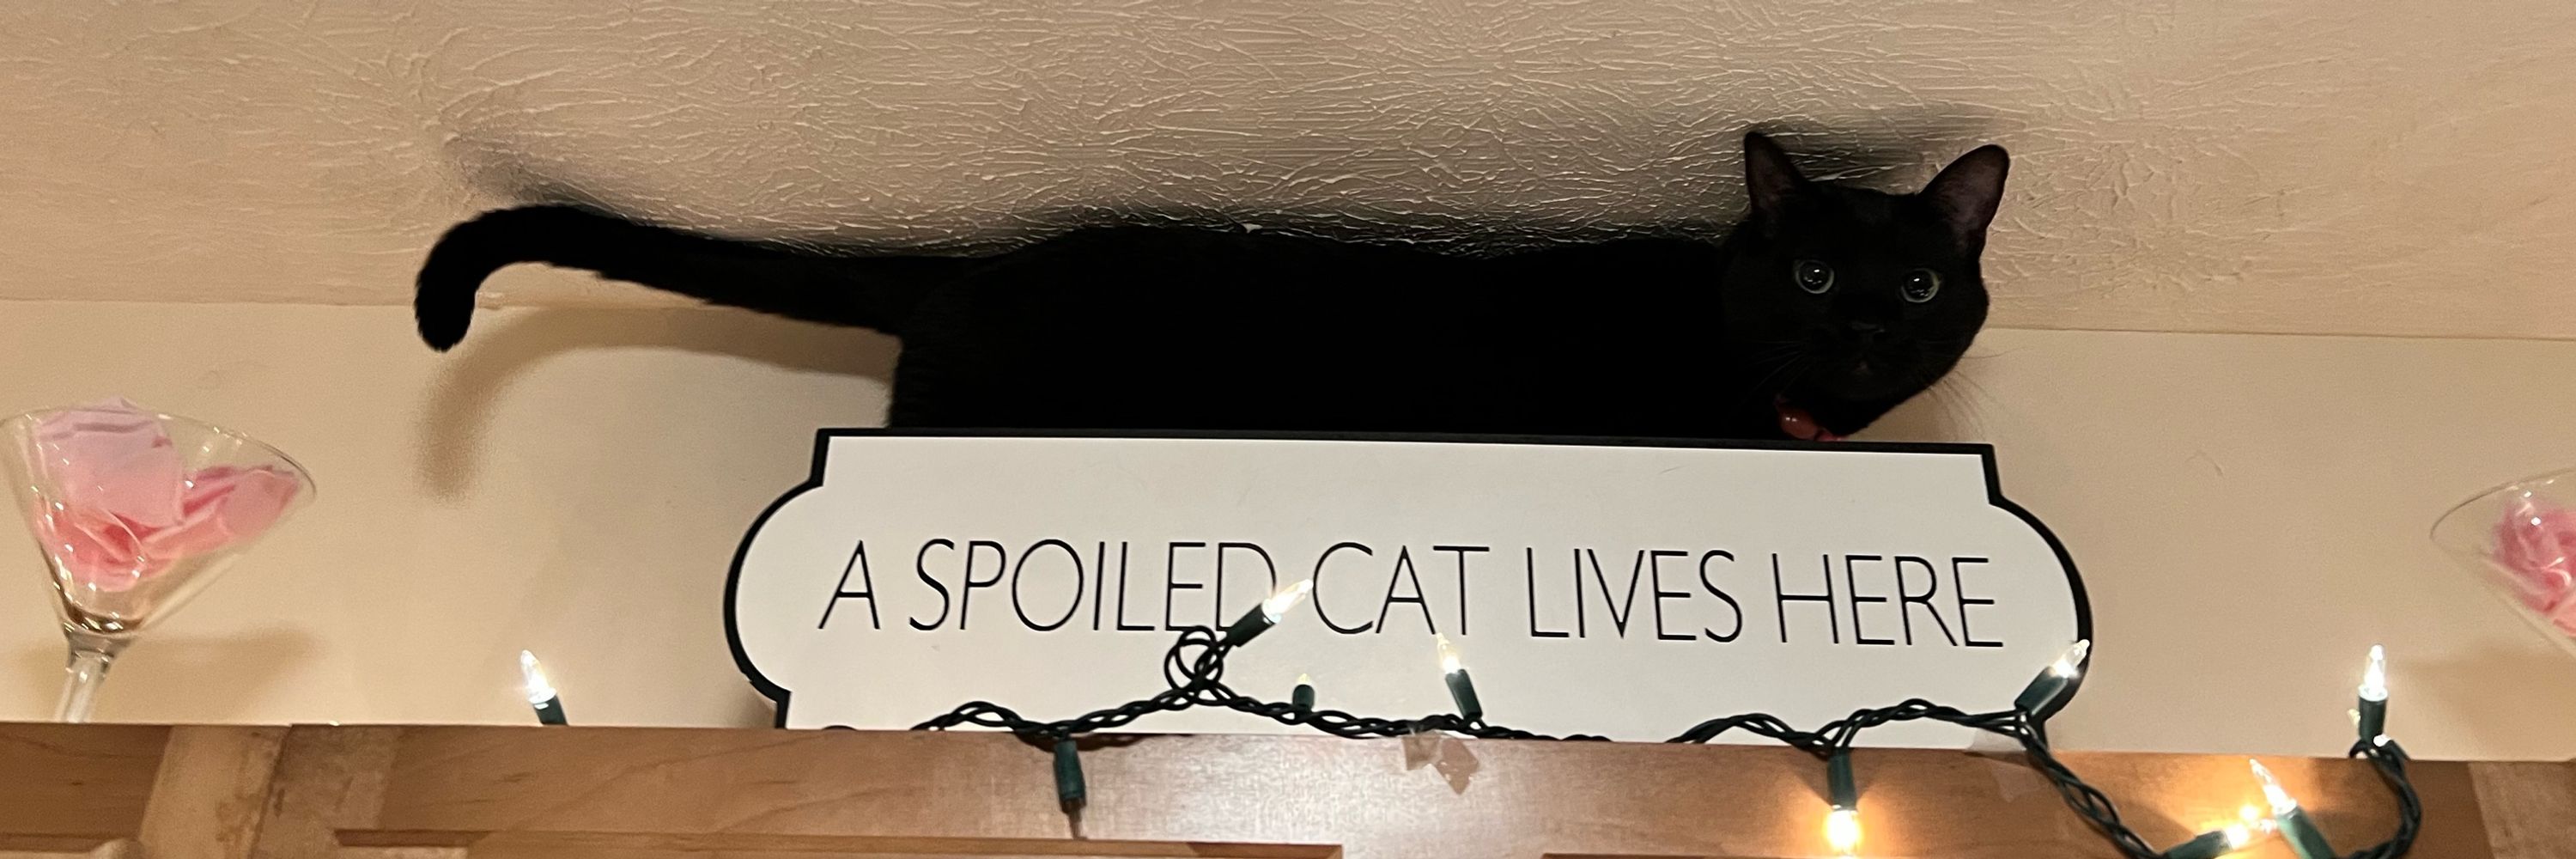 A SPOILED CAT LIVES HERE